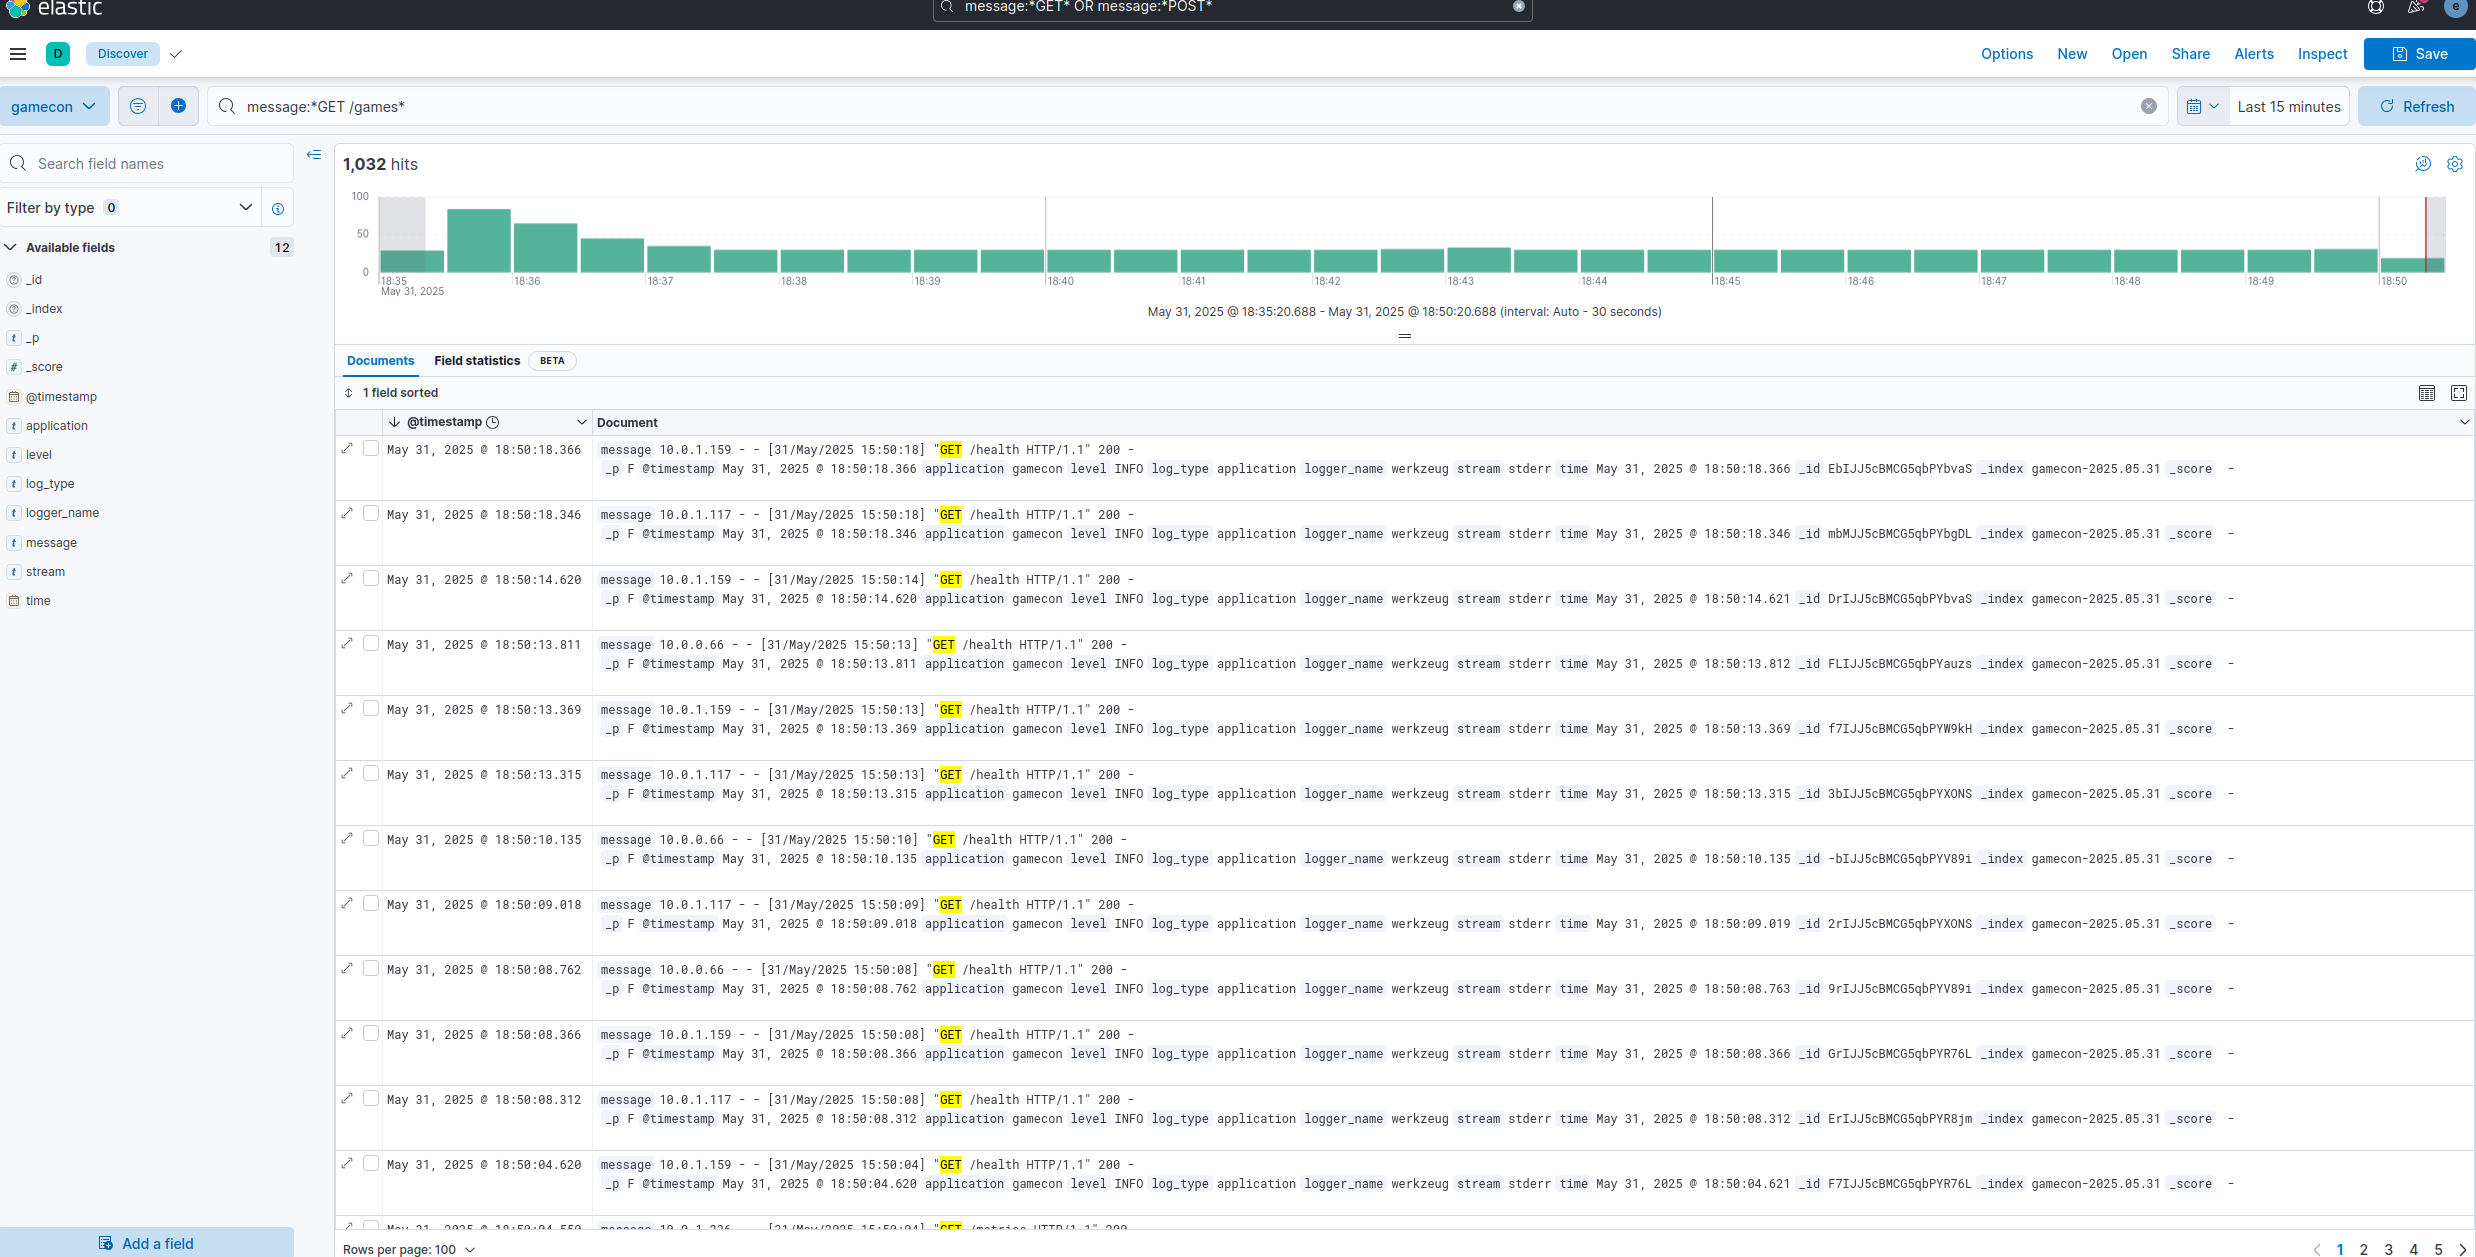 elastic
message:*GET* OR message:*POST*
e
D
Discover
Options New Open Share Alerts Inspect Save
gamecon
message:*GET /games*
Last 15 minutes
Refresh
Search field names
Filter by type 0
Available fields 12
_id
_index
_p
_score
@timestamp
application
level
log_type
logger_name
message
stream
time
Add a field
1,032 hits
100
50
0
18:35 18:36 18:37 18:38 18:39 18:40 18:41 18:42 18:43 18:44 18:45 18:46 18:47 18:48 18:49 18:50
May 31, 2025
May 31, 2025 @ 18:35:20.688 - May 31, 2025 @ 18:50:20.688 (interval: Auto - 30 seconds)
Documents Field statistics BETA
1 field sorted
@timestamp Document
May 31, 2025 @ 18:50:18.366 message 10.0.1.159 - - [31/May/2025 15:50:18] "GET /health HTTP/1.1" 200 -
_p F @timestamp May 31, 2025 @ 18:50:18.366 application gamecon level INFO log_type application logger_name werkzeug stream stderr time May 31, 2025 @ 18:50:18.366 _id EbIJJ5cBMCG5qbPYbvaS _index gamecon-2025.05.31 _score -
May 31, 2025 @ 18:50:18.346 message 10.0.1.117 - - [31/May/2025 15:50:18] "GET /health HTTP/1.1" 200 -
_p F @timestamp May 31, 2025 @ 18:50:18.346 application gamecon level INFO log_type application logger_name werkzeug stream stderr time May 31, 2025 @ 18:50:18.346 _id mbMJJ5cBMCG5qbPYbgDL _index gamecon-2025.05.31 _score -
May 31, 2025 @ 18:50:14.620 message 10.0.1.159 - - [31/May/2025 15:50:14] "GET /health HTTP/1.1" 200 -
_p F @timestamp May 31, 2025 @ 18:50:14.620 application gamecon level INFO log_type application logger_name werkzeug stream stderr time May 31, 2025 @ 18:50:14.621 _id DrIJJ5cBMCG5qbPYbvaS _index gamecon-2025.05.31 _score -
May 31, 2025 @ 18:50:13.811 message 10.0.0.66 - - [31/May/2025 15:50:13] "GET /health HTTP/1.1" 200 -
_p F @timestamp May 31, 2025 @ 18:50:13.811 application gamecon level INFO log_type application logger_name werkzeug stream stderr time May 31, 2025 @ 18:50:13.812 _id FLIJJ5cBMCG5qbPYauzs _index gamecon-2025.05.31 _score -
May 31, 2025 @ 18:50:13.369 message 10.0.1.159 - - [31/May/2025 15:50:13] "GET /health HTTP/1.1" 200 -
_p F @timestamp May 31, 2025 @ 18:50:13.369 application gamecon level INFO log_type application logger_name werkzeug stream stderr time May 31, 2025 @ 18:50:13.369 _id f7IJJ5cBMCG5qbPYW9kH _index gamecon-2025.05.31 _score -
May 31, 2025 @ 18:50:13.315 message 10.0.1.117 - - [31/May/2025 15:50:13] "GET /health HTTP/1.1" 200 -
_p F @timestamp May 31, 2025 @ 18:50:13.315 application gamecon level INFO log_type application logger_name werkzeug stream stderr time May 31, 2025 @ 18:50:13.315 _id 3bIJJ5cBMCG5qbPYXONS _index gamecon-2025.05.31 _score -
May 31, 2025 @ 18:50:10.135 message 10.0.0.66 - - [31/May/2025 15:50:10] "GET /health HTTP/1.1" 200 -
_p F @timestamp May 31, 2025 @ 18:50:10.135 application gamecon level INFO log_type application logger_name werkzeug stream stderr time May 31, 2025 @ 18:50:10.135 _id -bIJJ5cBMCG5qbPYV89i _index gamecon-2025.05.31 _score -
May 31, 2025 @ 18:50:09.018 message 10.0.1.117 - - [31/May/2025 15:50:09] "GET /health HTTP/1.1" 200 -
_p F @timestamp May 31, 2025 @ 18:50:09.018 application gamecon level INFO log_type application logger_name werkzeug stream stderr time May 31, 2025 @ 18:50:09.019 _id 2rIJJ5cBMCG5qbPYXONS _index gamecon-2025.05.31 _score -
May 31, 2025 @ 18:50:08.762 message 10.0.0.66 - - [31/May/2025 15:50:08] "GET /health HTTP/1.1" 200 -
_p F @timestamp May 31, 2025 @ 18:50:08.762 application gamecon level INFO log_type application logger_name werkzeug stream stderr time May 31, 2025 @ 18:50:08.763 _id 9rIJJ5cBMCG5qbPYV89i _index gamecon-2025.05.31 _score -
May 31, 2025 @ 18:50:08.366 message 10.0.1.159 - - [31/May/2025 15:50:08] "GET /health HTTP/1.1" 200 -
_p F @timestamp May 31, 2025 @ 18:50:08.366 application gamecon level INFO log_type application logger_name werkzeug stream stderr time May 31, 2025 @ 18:50:08.366 _id GrIJJ5cBMCG5qbPYR76L _index gamecon-2025.05.31 _score -
May 31, 2025 @ 18:50:08.312 message 10.0.1.117 - - [31/May/2025 15:50:08] "GET /health HTTP/1.1" 200 -
_p F @timestamp May 31, 2025 @ 18:50:08.312 application gamecon level INFO log_type application logger_name werkzeug stream stderr time May 31, 2025 @ 18:50:08.312 _id ErIJJ5cBMCG5qbPYR8jm _index gamecon-2025.05.31 _score -
May 31, 2025 @ 18:50:04.620 message 10.0.1.159 - - [31/May/2025 15:50:04] "GET /health HTTP/1.1" 200 -
_p F @timestamp May 31, 2025 @ 18:50:04.620 application gamecon level INFO log_type application logger_name werkzeug stream stderr time May 31, 2025 @ 18:50:04.621 _id F7IJJ5cBMCG5qbPYR76L _index gamecon-2025.05.31 _score -
Rows per page: 100
1 2 3 4 5